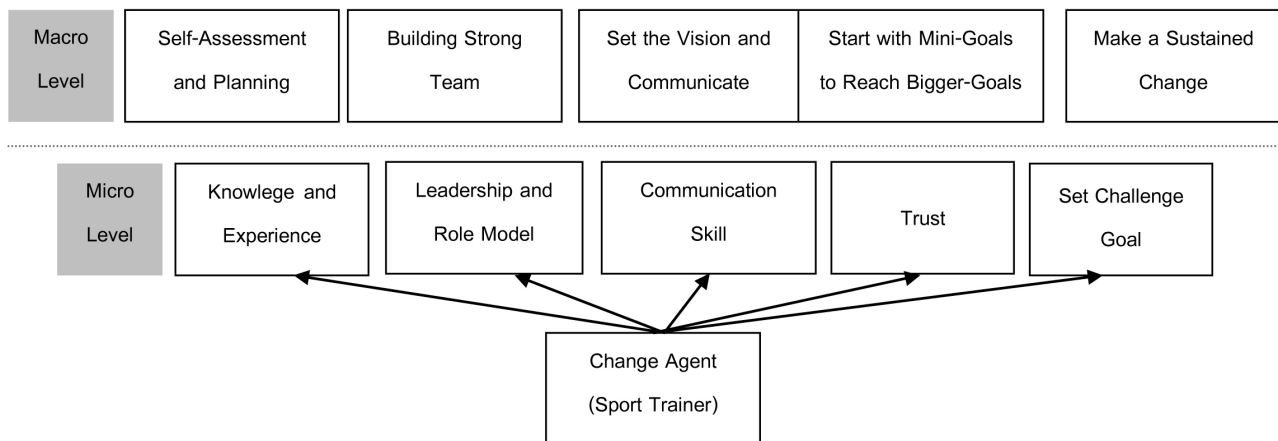 Macro
Level
Self-Assessment
and Planning
Building Strong
Team
Set the Vision and
Communicate
Start with Mini-Goals
to Reach Bigger-Goals
Make a Sustained
Change
Micro
Level
Knowlege and
Experience
Leadership and
Role Model
Communication
Skill
Trust
Set Challenge
Goal
Change Agent
(Sport Trainer)